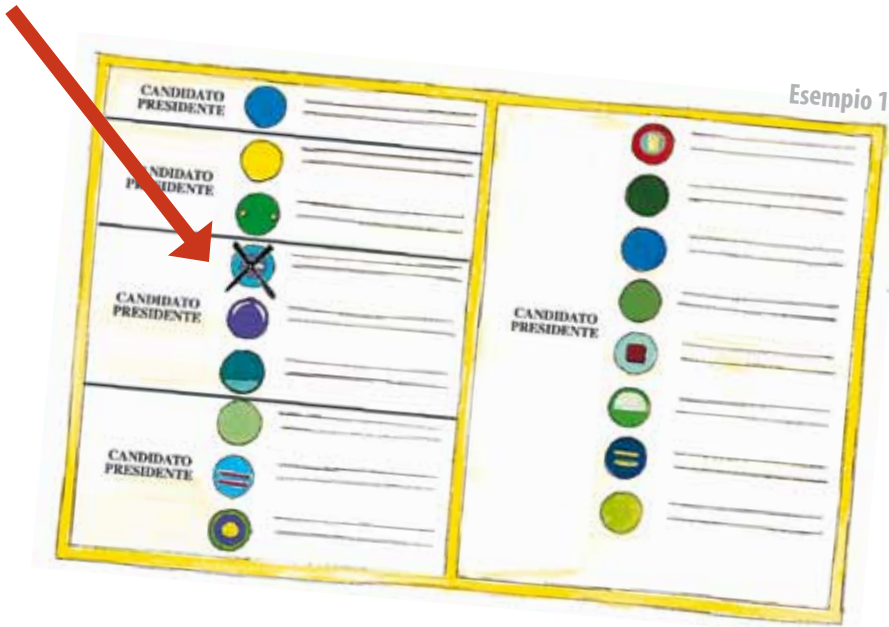 Esempio 1
CANDIDATO
PRESIDENTE
CANDIDATO
PRESIDENTE
CANDIDATO
PRESIDENTE
CANDIDATO
PRESIDENTE
CANDIDATO
PRESIDENTE